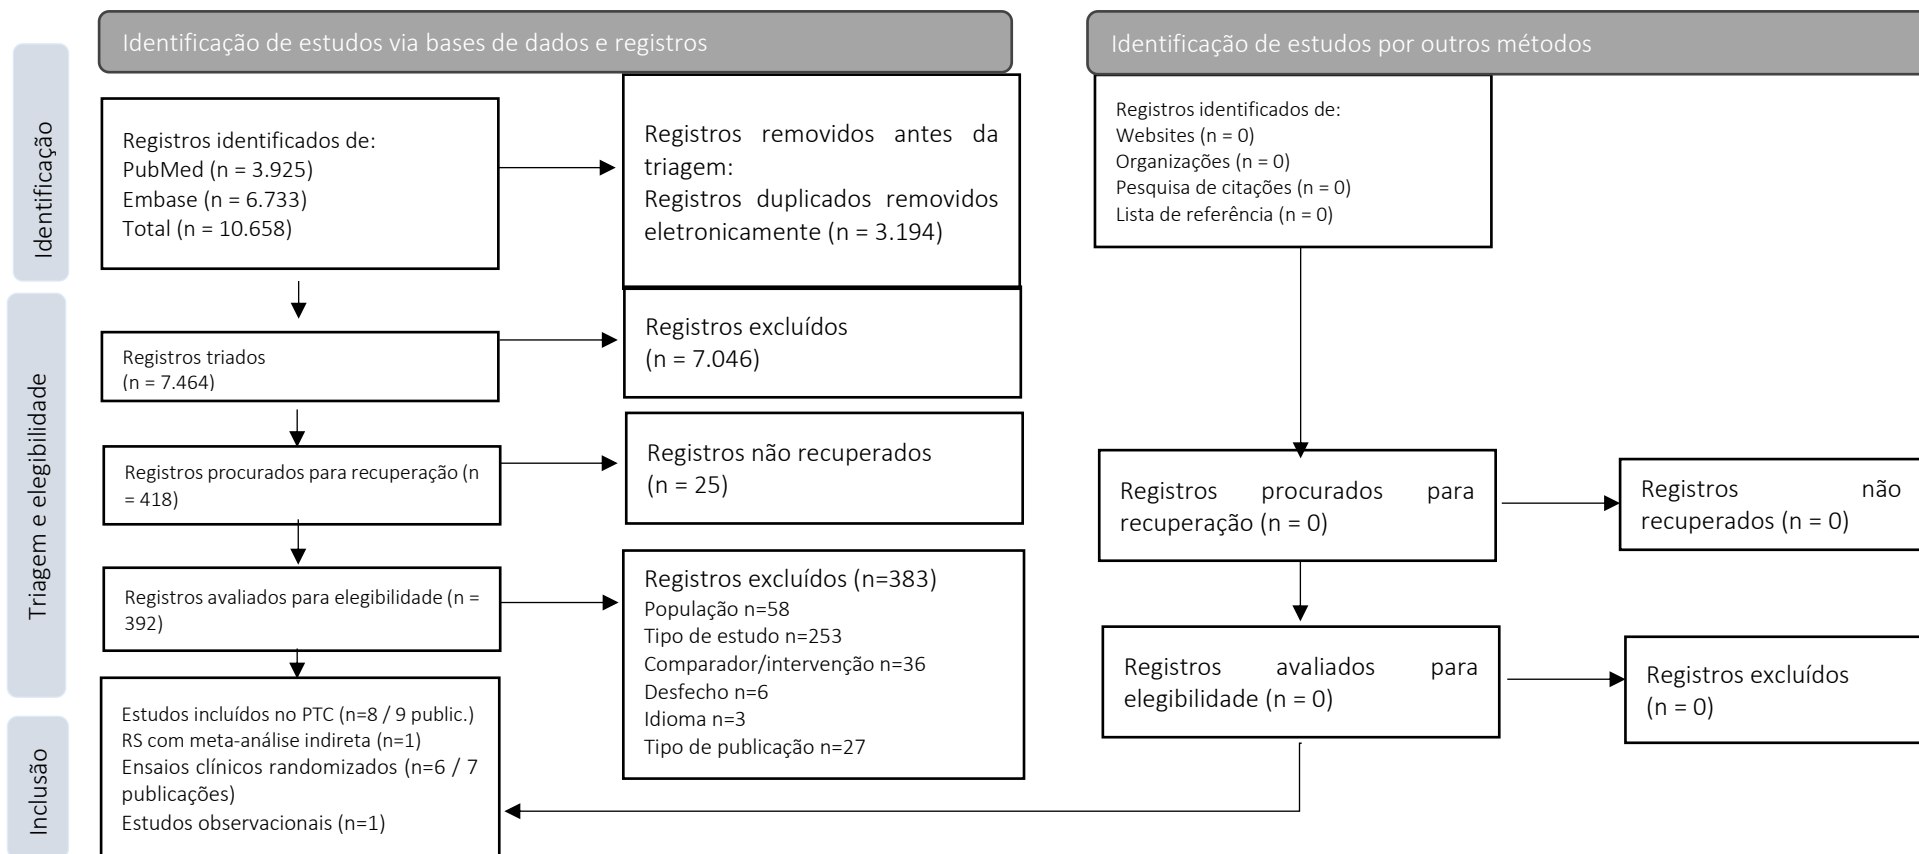 Identificação de estudos via bases de dados e registros
Identificação de estudos por outros métodos
Identificação
Registros identificados de:
PubMed (n = 3.925)
Embase (n = 6.733)
Total (n = 10.658)
Registros removidos antes da
triagem:
Registros duplicados removidos
eletronicamente (n = 3.194)
Registros identificados de:
Websites (n = 0)
Organizações (n = 0)
Pesquisa de citações (n = 0)
Lista de referência (n = 0)
Triagem e elegibilidade
Registros triados
(n = 7.464)
Registros excluídos
(n = 7.046)
Registros procurados para recuperação (n
= 418)
Registros não recuperados
(n = 25)
Registros procurados para
recuperação (n = 0)
Registros não
recuperados (n = 0)
Registros avaliados para elegibilidade (n =
392)
Registros excluídos (n=383)
População n=58
Tipo de estudo n=253
Comparador/intervenção n=36
Desfecho n=6
Idioma n=3
Tipo de publicação n=27
Registros avaliados para
elegibilidade (n = 0)
Registros excluídos
(n = 0)
Inclusão
Estudos incluídos no PTC (n=8 / 9 public.)
RS com meta-análise indireta (n=1)
Ensaios clínicos randomizados (n=6 / 7
publicações)
Estudos observacionais (n=1)